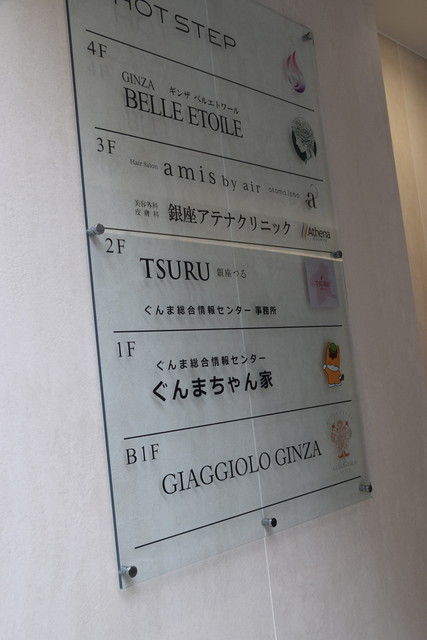 HOT STEP
4F
GINZA ギンザ ベルエトワール
BELLE ETOILE
3F
Hair Salon amis by air utsuwa labo a
美容外科
皮膚科 銀座アテナクリニック Athena
2F
TSURU 銀座つる
ぐんま総合情報センター 事務所
1F
ぐんま総合情報センター
ぐんまちゃん家
B1F
GIAGGIOLO GINZA